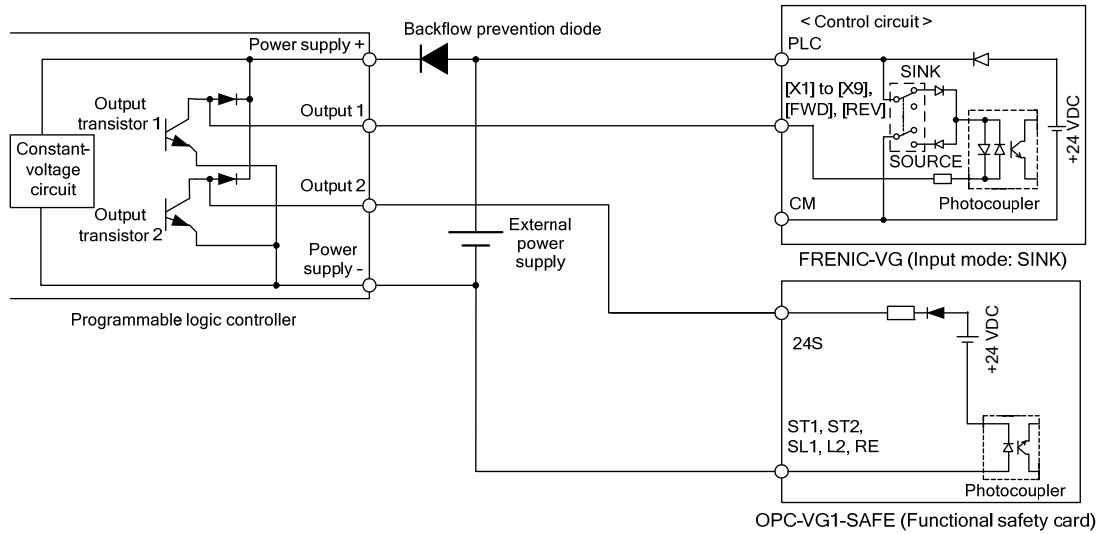 Backflow prevention diode
< Control circuit >
Power supply +
PLC
SINK
[X1] to [X9],
[FWD], [REV]
Output
transistor 1
Output 1
Constant-
voltage
circuit
+24 VDC
SOURCE
Output 2
CM
Photocoupler
Output
transistor 2
External
power
supply
Power
supply -
FRENIC-VG (Input mode: SINK)
Programmable logic controller
24S
+24 VDC
ST1, ST2,
SL1, L2, RE
Photocoupler
OPC-VG1-SAFE (Functional safety card)